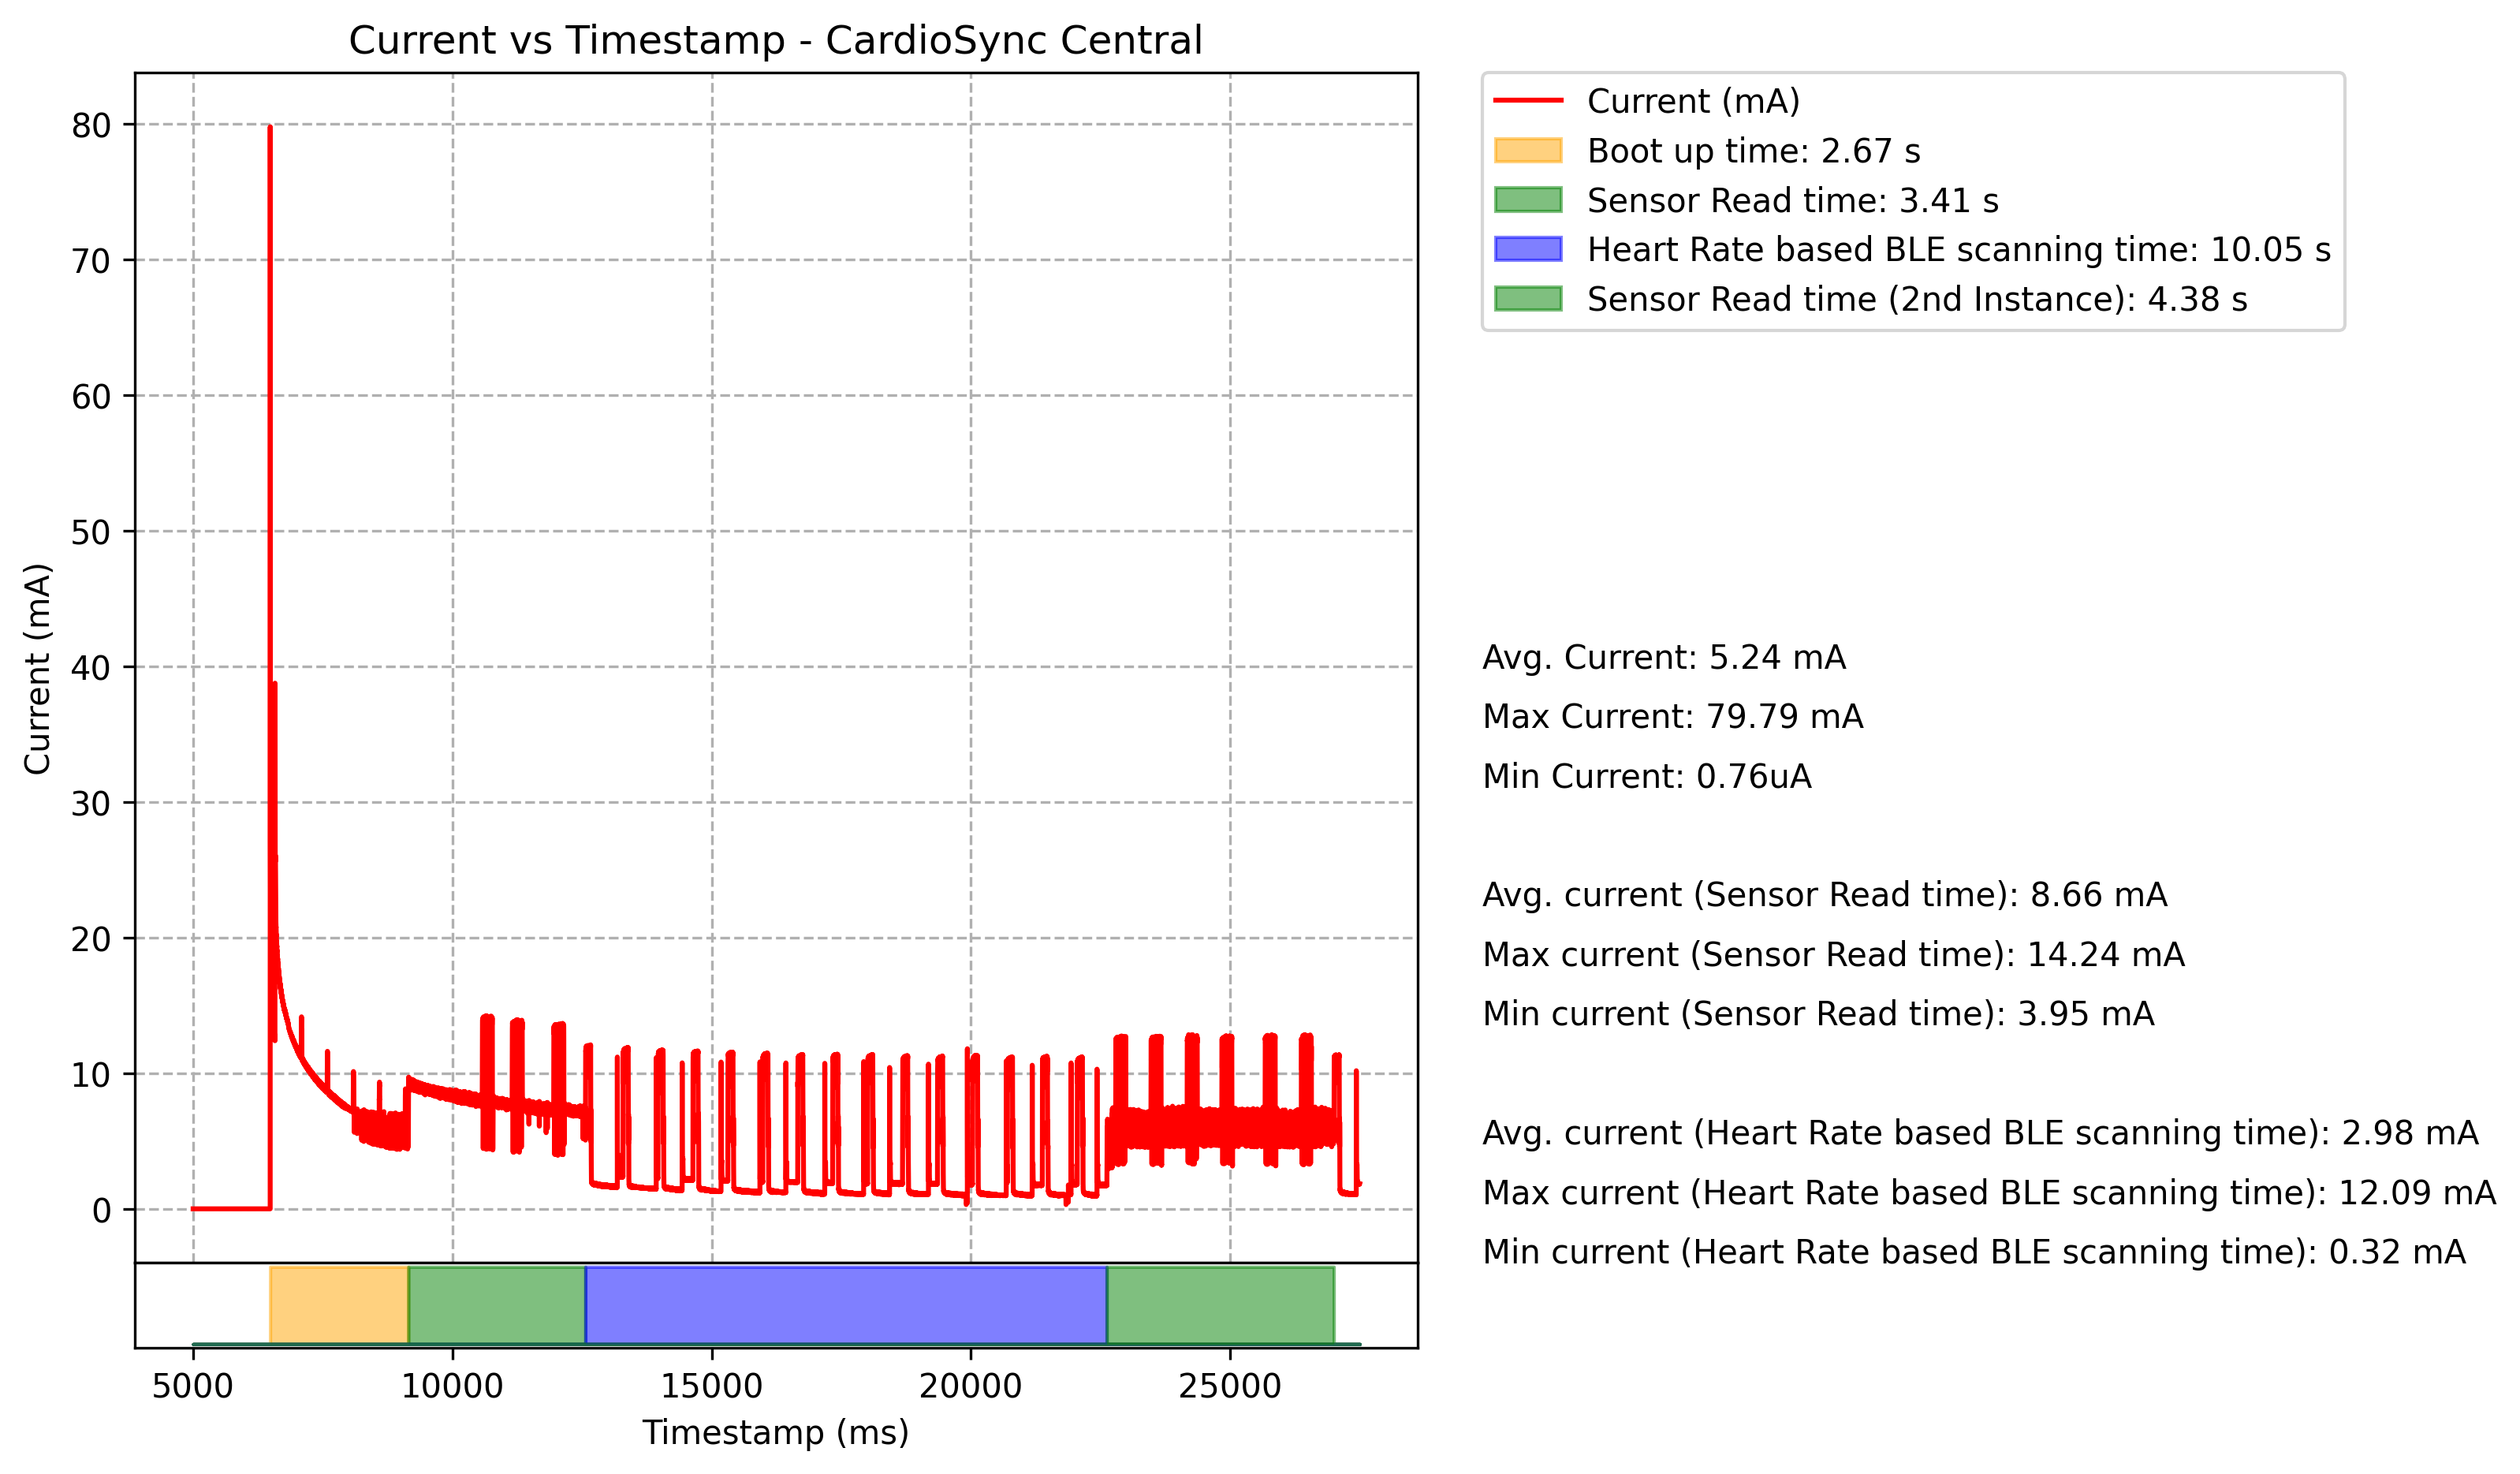 Current vs Timestamp - CardioSync Central
Current (mA)
80
70
60
50
40
30
20
10
0
5000 10000 15000 20000 25000
Timestamp (ms)
Current (mA)
Boot up time: 2.67 s
Sensor Read time: 3.41 s
Heart Rate based BLE scanning time: 10.05 s
Sensor Read time (2nd Instance): 4.38 s
Avg. Current: 5.24 mA
Max Current: 79.79 mA
Min Current: 0.76uA
Avg. current (Sensor Read time): 8.66 mA
Max current (Sensor Read time): 14.24 mA
Min current (Sensor Read time): 3.95 mA
Avg. current (Heart Rate based BLE scanning time): 2.98 mA
Max current (Heart Rate based BLE scanning time): 12.09 mA
Min current (Heart Rate based BLE scanning time): 0.32 mA